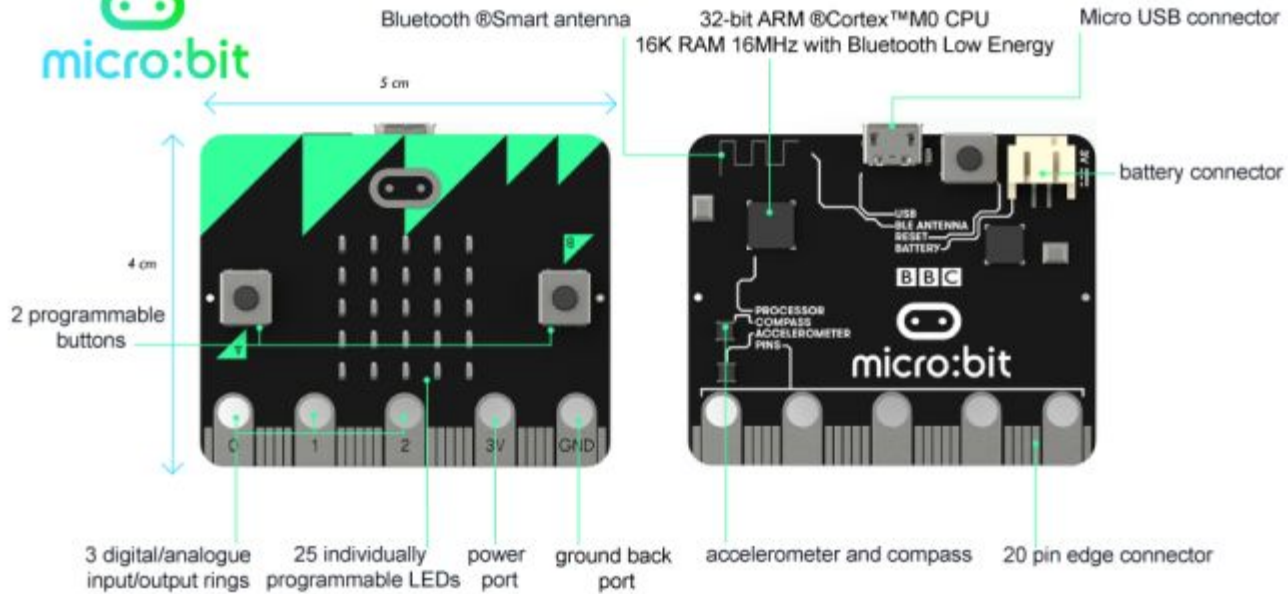 micro:bit
Bluetooth ®Smart antenna
32-bit ARM ®Cortex™M0 CPU
16K RAM 16MHz with Bluetooth Low Energy
Micro USB connector
5 cm
4 cm
battery connector
2 programmable
buttons
B
A
0 1 2 3V GND
USB
BLE ANTENNA
RESET
BATTERY
BBC
PROCESSOR
COMPASS
ACCELEROMETER
PINS
micro:bit
3 digital/analogue
input/output rings
25 individually
programmable LEDs
power
port
ground back
port
accelerometer and compass
20 pin edge connector